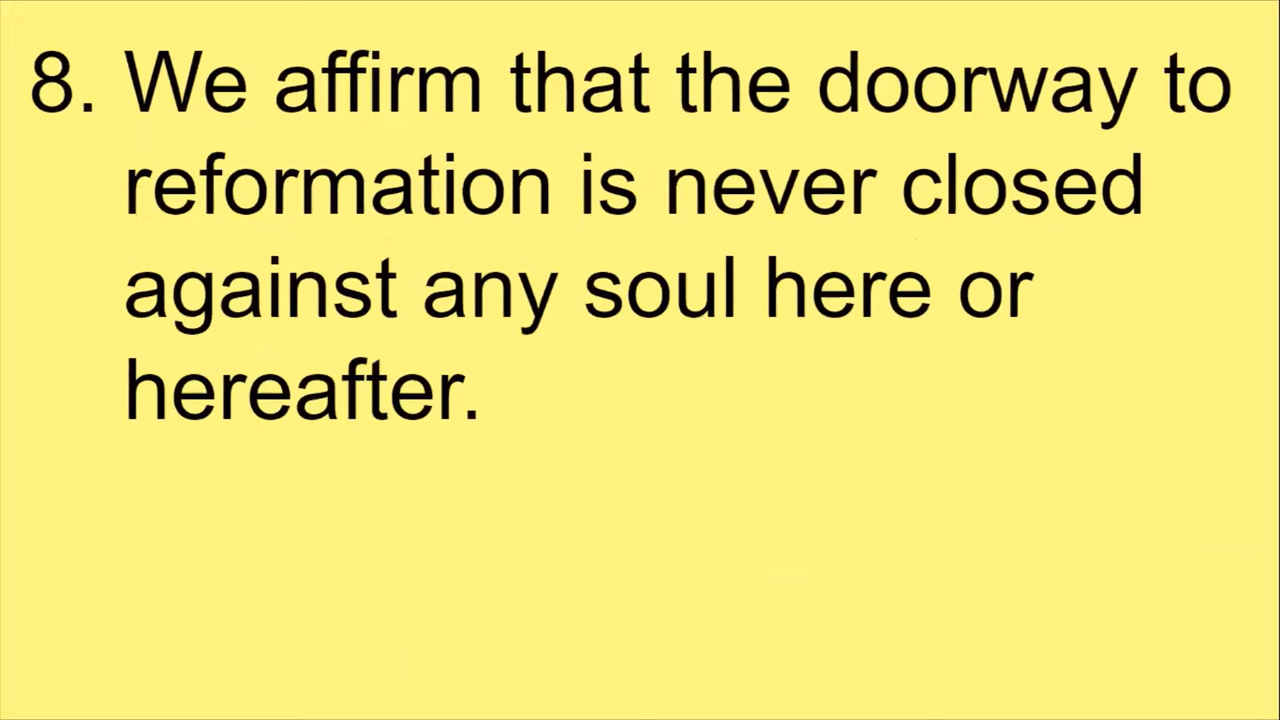 8. We affirm that the doorway to
reformation is never closed
against any soul here or
hereafter.